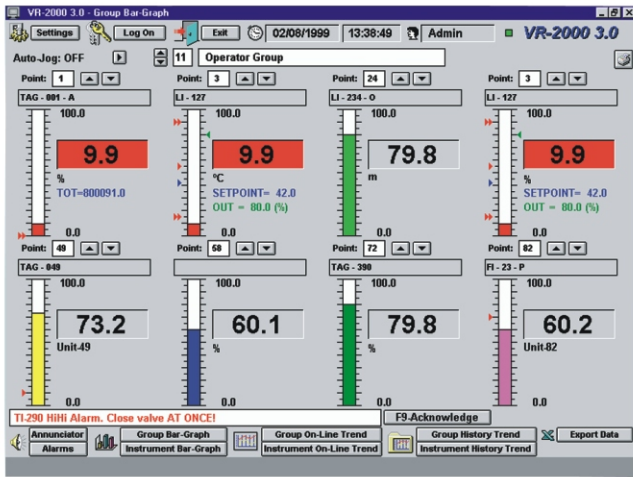 VR-2000 3.0 - Group Bar-Graph
Settings Log On Exit 02/08/1999 13:38:49 Admin VR-2000 3.0
Auto-Jog: OFF 11 Operator Group
Point: 1 Point: 3 Point: 24 Point: 3
TAG - 001 - A LI - 127 LI - 234 - O LI - 127
100.0 100.0 100.0 100.0
9.9 9.9 79.8 9.9
% °C m %
TOT=800091.0 SETPOINT= 42.0 SETPOINT= 42.0
OUT = 80.0 (%) OUT = 80.0 (%)
0.0 0.0 0.0 0.0
Point: 49 Point: 58 Point: 72 Point: 82
TAG - 049 TAG - 390 FI - 23 - P
100.0 100.0 100.0 100.0
73.2 60.1 79.8 60.2
Unit-49 % % Unit-82
0.0 0.0 0.0 0.0
TI-290 HiHi Alarm. Close valve AT ONCE! F9-Acknowledge
Annunciator Group Bar-Graph Group On-Line Trend Group History Trend Export Data
Alarms Instrument Bar-Graph Instrument On-Line Trend Instrument History Trend